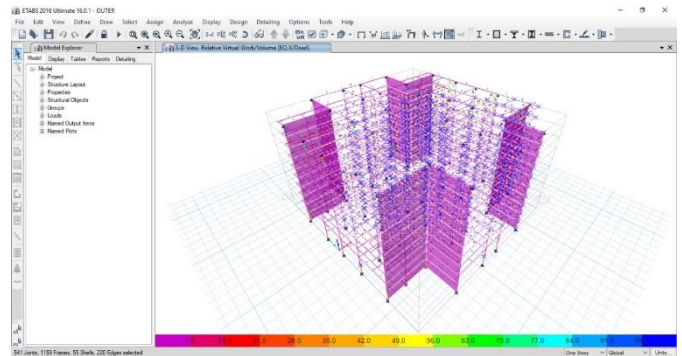 ETABS 2016 Ultimate 16.0.1 - OUTER
File Edit View Define Draw Select Assign Analyze Display Design Detailing Options Tools Help
Model Explorer
3-D View Relative Virtual Work/Volume (EQ X/Dead)
Model Display Tables Reports Detailing
Model
Project
Structure Layout
Properties
Structural Objects
Groups
Loads
Named Output Items
Named Plots
28.0 35.0 42.0 49.0 56.0 63.0 70.0 77.0
541 Joints, 1153 Frames, 55 Shells, 220 Edges selected
One Story Global Units...